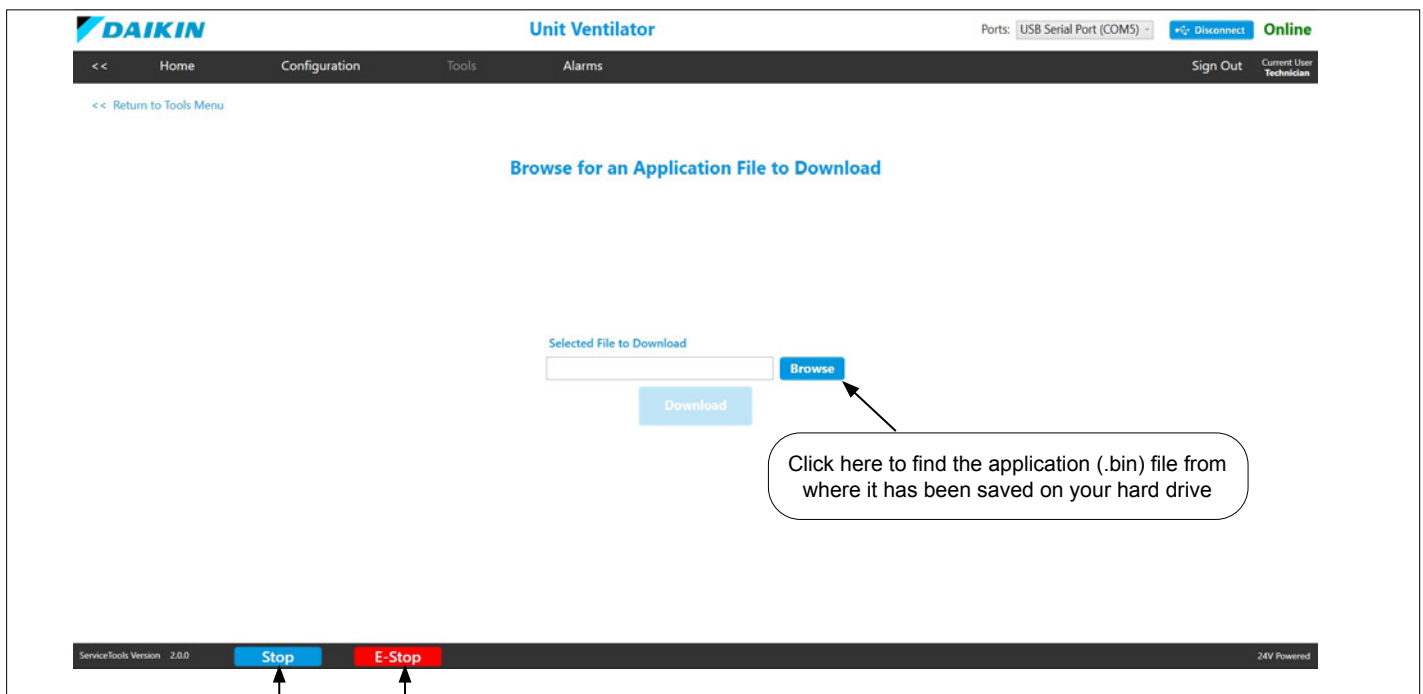 DAIKIN Unit Ventilator Ports: USB Serial Port (COM5) Disconnect Online
<< Home Configuration Tools Alarms Sign Out Current User
Technician
<< Return to Tools Menu
Browse for an Application File to Download
Selected File to Download
Browse
Download
Click here to find the application (.bin) file from
where it has been saved on your hard drive
ServiceTools Version 2.0.0 Stop E-Stop 24V Powered